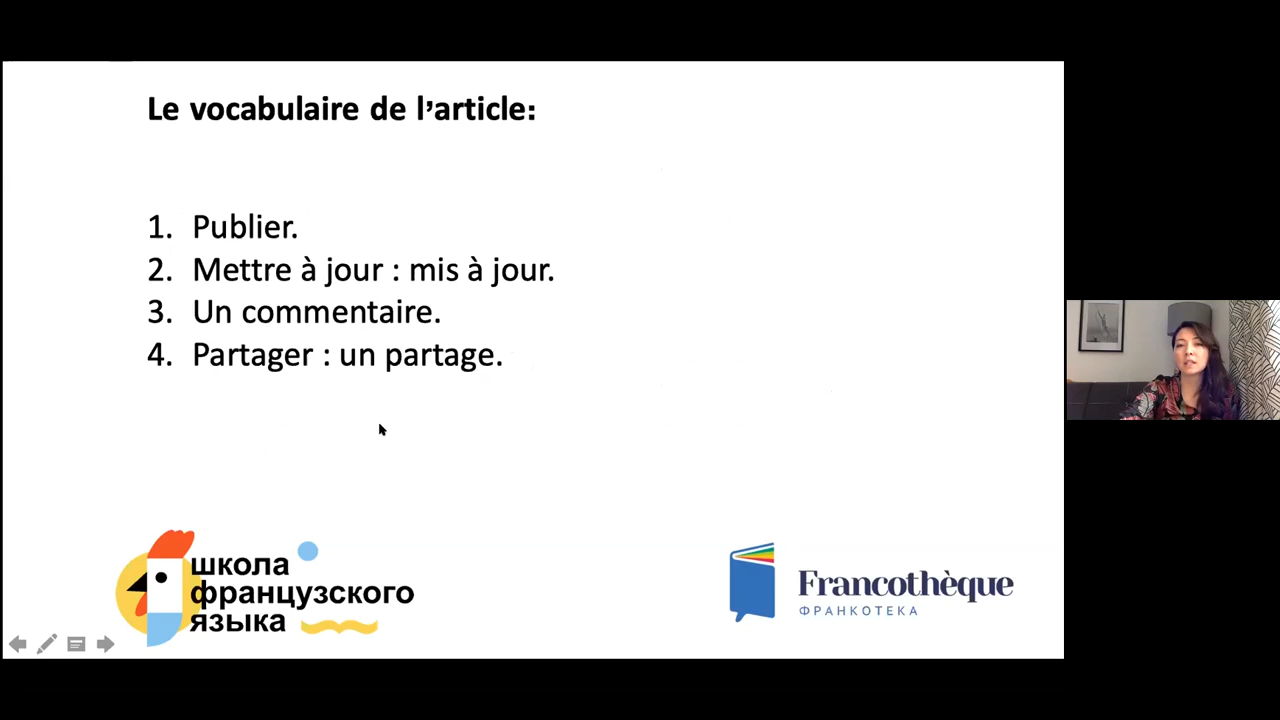 Le vocabulaire de l’article:
1. Publier.
2. Mettre à jour : mis à jour.
3. Un commentaire.
4. Partager : un partage.
школа
французского
языка
Francothèque
ФРАНКОТЕКА